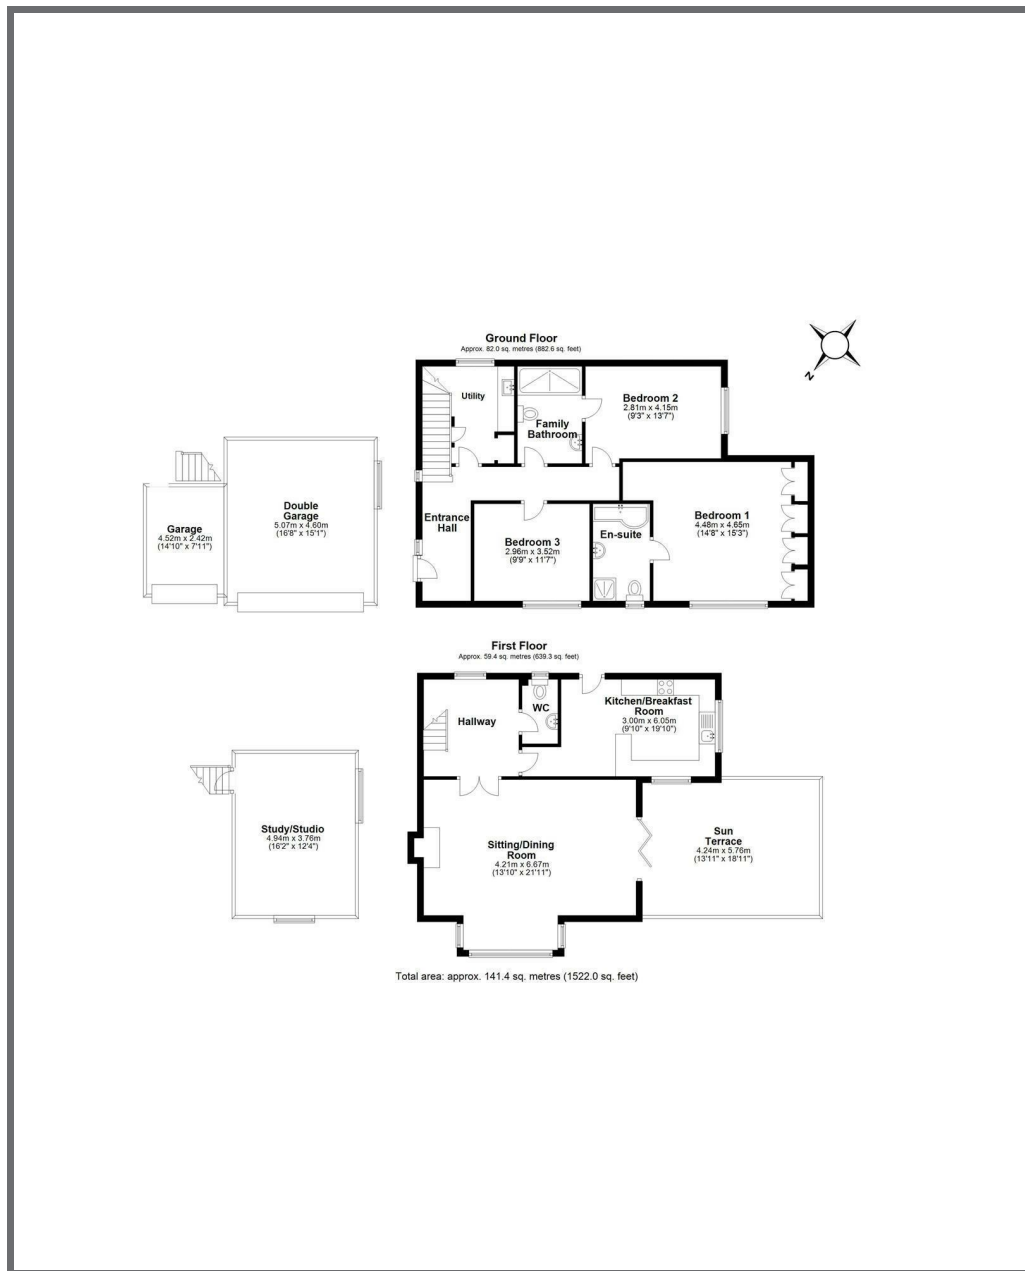 Ground Floor
Approx. 82.0 sq. metres (882.6 sq. feet)
N
Utility
Family
Bathroom
Bedroom 2
2.81m x 4.15m
(9'3" x 13'7")
Double
Garage
5.07m x 4.60m
(16'8" x 15'1")
Garage
4.52m x 2.42m
(14'10" x 7'11")
Entrance
Hall
Bedroom 3
2.96m x 3.52m
(9'9" x 11'7")
En-suite
Bedroom 1
4.48m x 4.65m
(14'8" x 15'3")
First Floor
Approx. 59.4 sq. metres (639.3 sq. feet)
Hallway
WC
Kitchen/Breakfast
Room
3.00m x 6.05m
(9'10" x 19'10")
Study/Studio
4.94m x 3.76m
(16'2" x 12'4")
Sitting/Dining
Room
4.21m x 6.67m
(13'10" x 21'11")
Sun
Terrace
4.24m x 5.76m
(13'11" x 18'11")
Total area: approx. 141.4 sq. metres (1522.0 sq. feet)